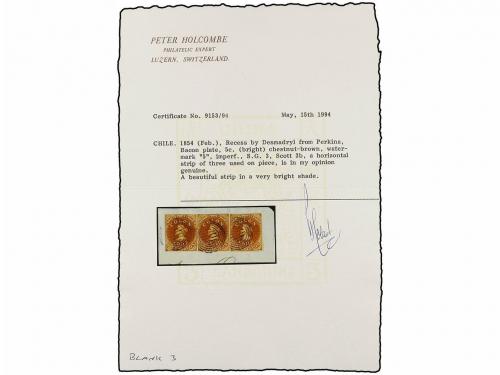 PETER HOLCOMBE
PHILATELIC EXPERT
LUZERN, SWITZERLAND.
Certificate No. 9153/94 May, 15th 1994
CHILE. 1854 (Feb.), Recess by Desmadryl from Perkins,
Bacon plate, 5c. (bright) chestnut-brown, water-
mark "5", imperf., S.G. 3, Scott 3b, a horizontal
strip of three used on piece, is in my opinion
genuine.
A beautiful strip in a very bright shade.
BLANK 3